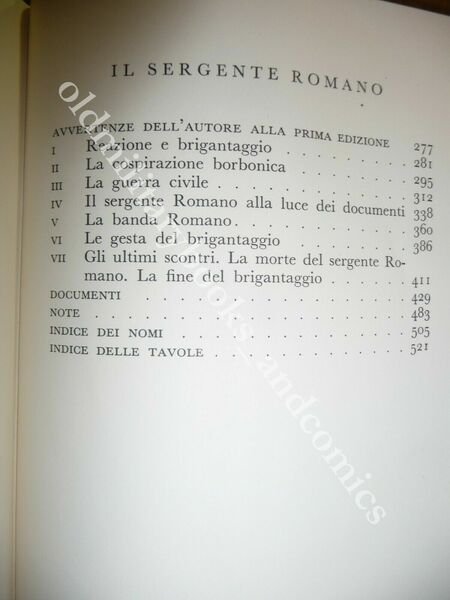 IL SERGENTE ROMANO
AVVERTENZE DELL'AUTORE ALLA PRIMA EDIZIONE 277
I Reazione e brigantaggio . . . . . . . . 281
II La cospirazione borbonica . . . . . . . 295
III La guerra civile . . . . . . . . . . 312
IV Il sergente Romano alla luce dei documenti 338
V La banda Romano. . . . . . . . . . 360
VI Le gesta del brigantaggio . . . . . . . 386
VII Gli ultimi scontri. La morte del sergente Ro-
mano. La fine del brigantaggio . . . . . 411
DOCUMENTI . . . . . . . . . . . . 429
NOTE . . . . . . . . . . . . . . 483
INDICE DEI NOMI . . . . . . . . . . . 505
INDICE DELLE TAVOLE . . . . . . . . . 521
oldmilitarybooks_andcomics